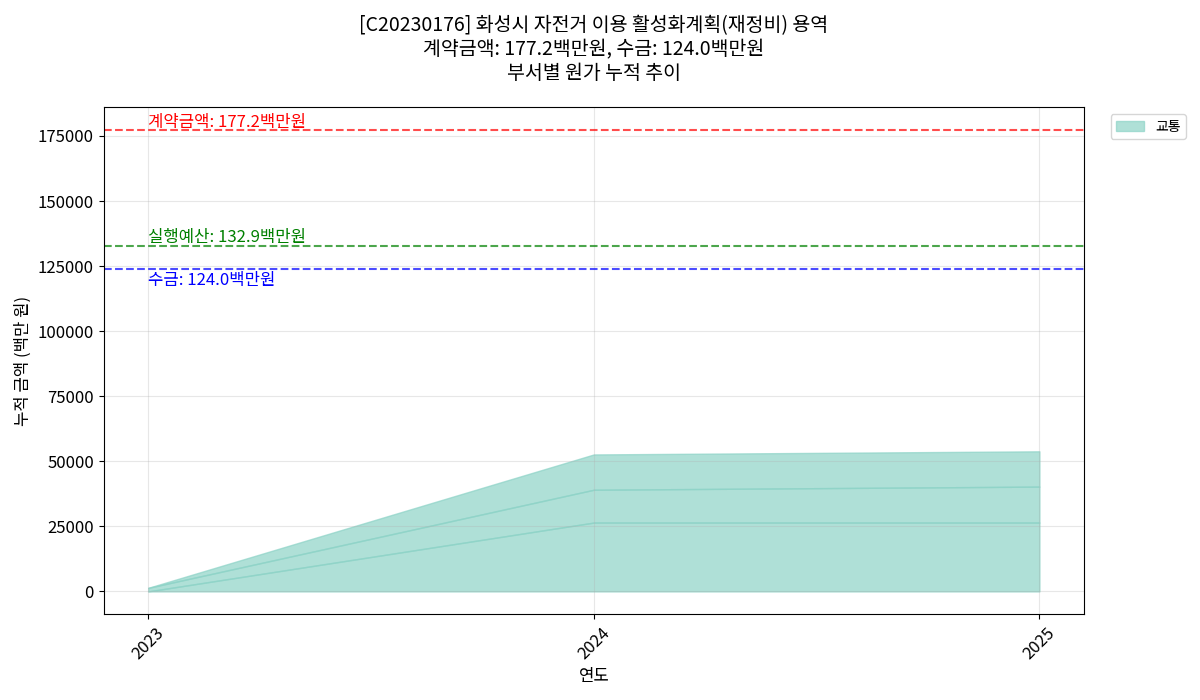 [C20230176] 화성시 자전거 이용 활성화계획(재정비) 용역
계약금액: 177.2백만원, 수금: 124.0백만원
부서별 원가 누적 추이
계약금액: 177.2백만원
실행예산: 132.9백만원
수금: 124.0백만원
교통
누적 금액 (백만 원)
175000
150000
125000
100000
75000
50000
25000
0
2023
2024
2025
연도